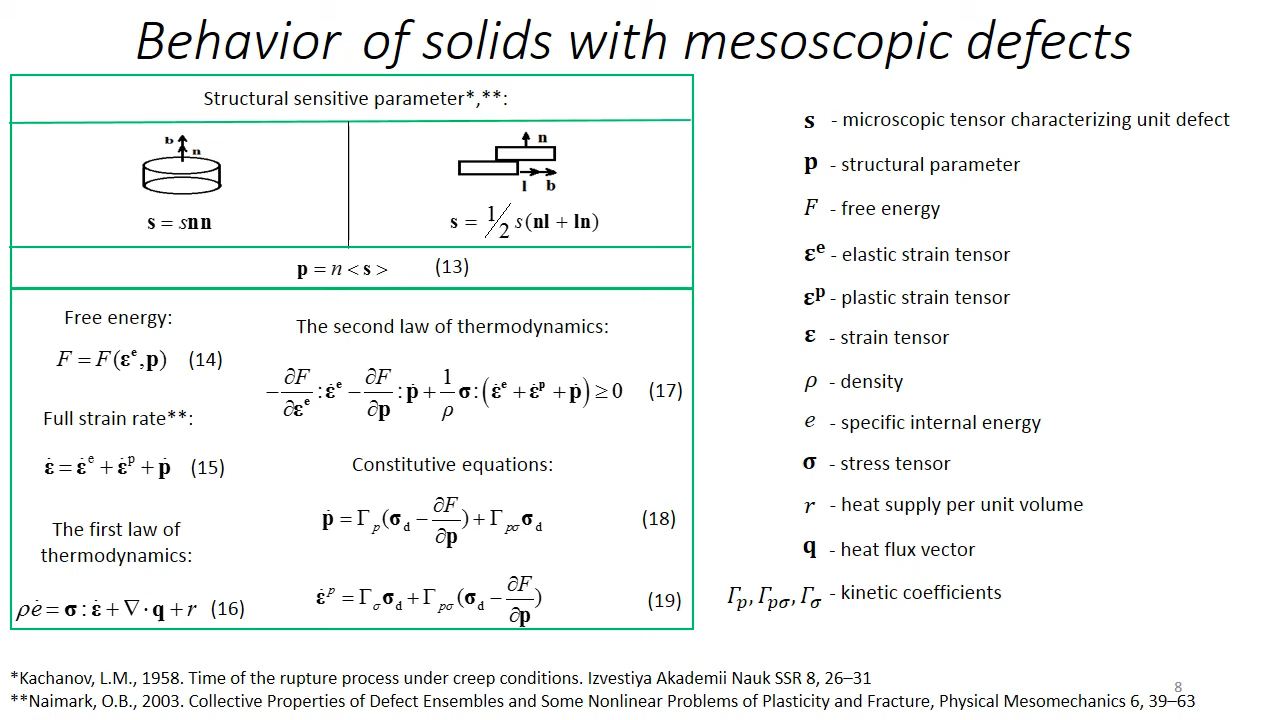 Behavior of solids with mesoscopic defects
Structural sensitive parameter*,**:
b
n
n
l b
s = snn
s = 1/2 s(nl + ln)
p = n < s > (13)
Free energy:
F = F(εᵉ,p) (14)
Full strain rate**:
ε̇ = ε̇ᵉ + ε̇ᵖ + ṗ (15)
The first law of
thermodynamics:
ρė = σ : ε̇ + ∇ · q + r (16)
The second law of thermodynamics:
−∂F/∂εᵉ : ε̇ᵉ − ∂F/∂p : ṗ + 1/ρ σ : (ε̇ᵉ + ε̇ᵖ + ṗ) ≥ 0 (17)
Constitutive equations:
ṗ = Γ_p(σ_d − ∂F/∂p) + Γ_pσ σ_d (18)
ε̇ᵖ = Γ_σ σ_d + Γ_pσ(σ_d − ∂F/∂p) (19)
s - microscopic tensor characterizing unit defect
p - structural parameter
F - free energy
εᵉ - elastic strain tensor
εᵖ - plastic strain tensor
ε - strain tensor
ρ - density
e - specific internal energy
σ - stress tensor
r - heat supply per unit volume
q - heat flux vector
Γ_p, Γ_pσ, Γ_σ - kinetic coefficients
*Kachanov, L.M., 1958. Time of the rupture process under creep conditions. Izvestiya Akademii Nauk SSR 8, 26–31
**Naimark, O.B., 2003. Collective Properties of Defect Ensembles and Some Nonlinear Problems of Plasticity and Fracture, Physical Mesomechanics 6, 39–63
8